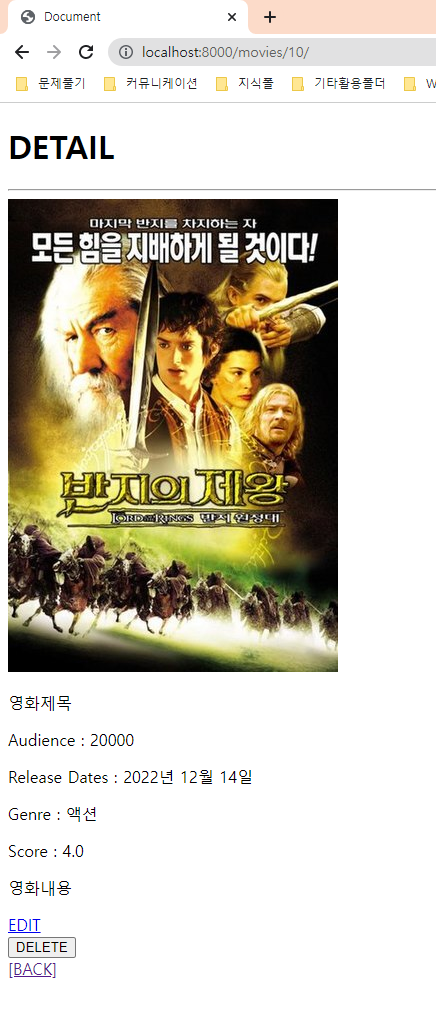 Document
localhost:8000/movies/10/
문제풀기 커뮤니케이션 지식폴 기타활용폴더 W
DETAIL
마지막 반지를 차지하는 자
모든 힘을 지배하게 될 것이다!
반지의 제왕
THE LORD OF THE RINGS 반지 원정대
영화제목
Audience : 20000
Release Dates : 2022년 12월 14일
Genre : 액션
Score : 4.0
영화내용
EDIT
DELETE
[BACK]